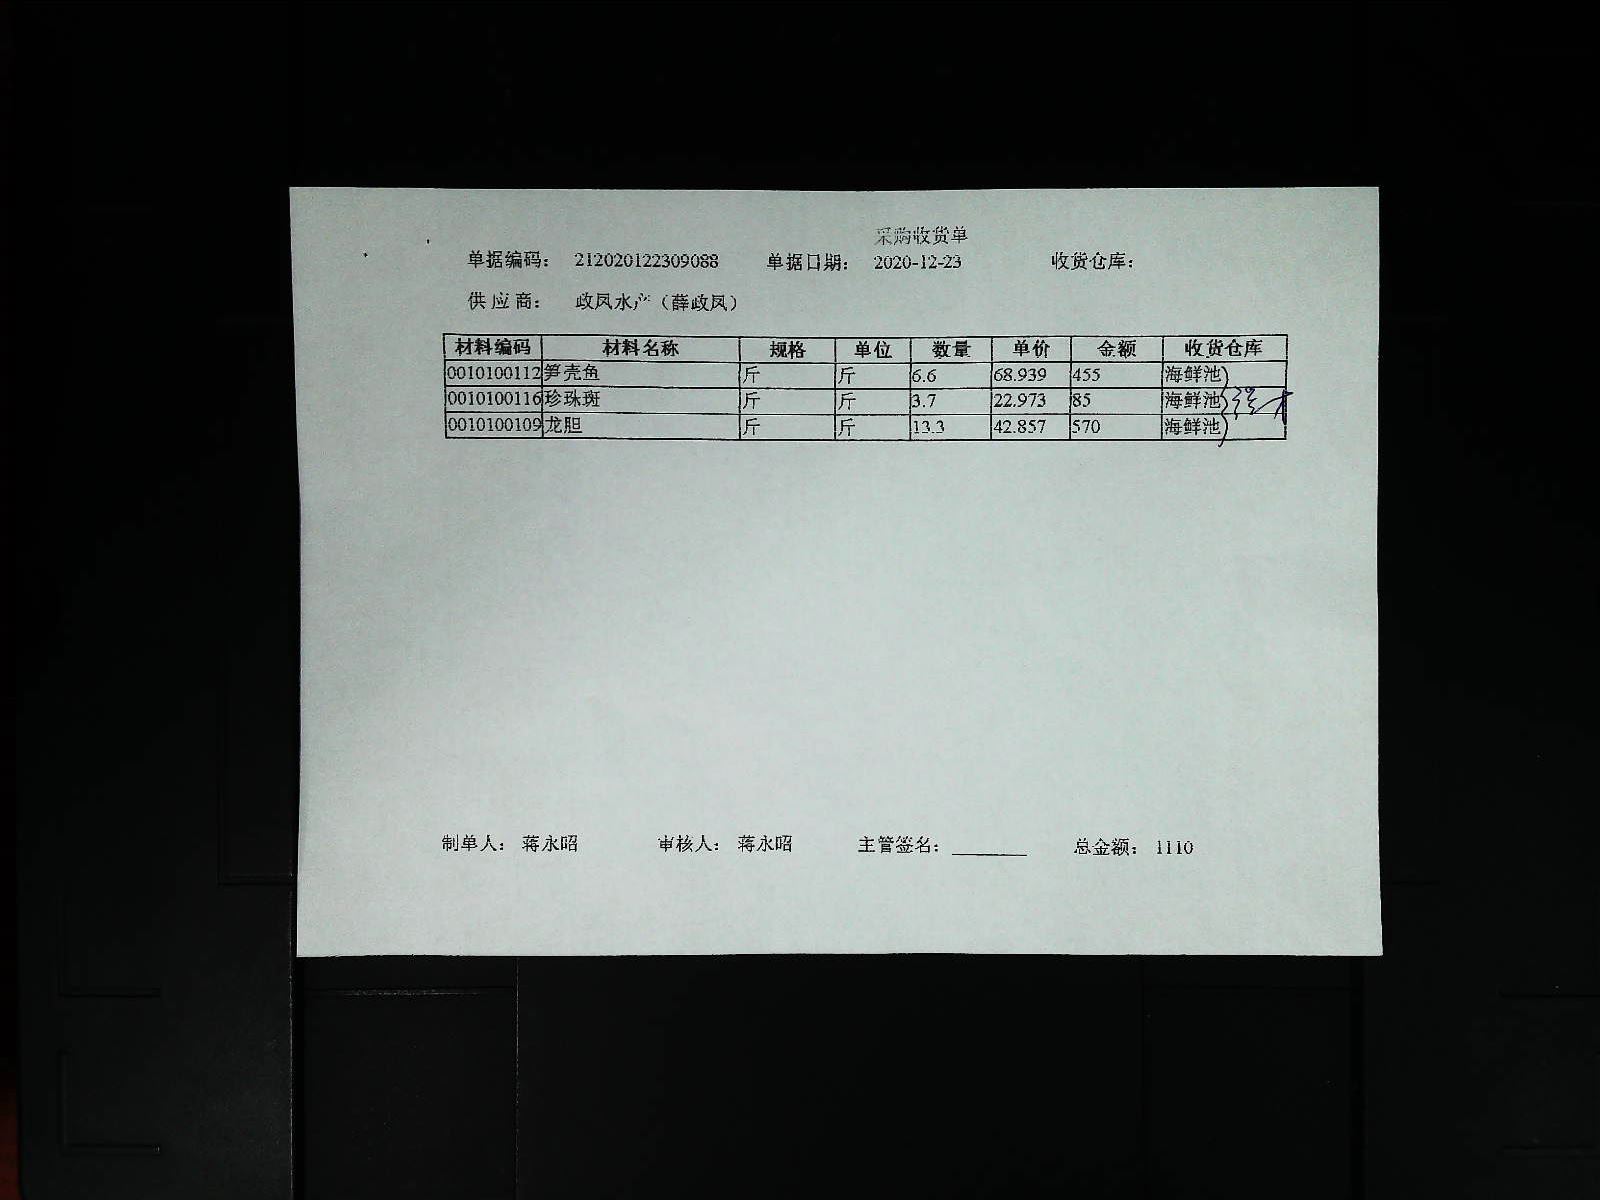 采购收货单
单据编码: 212020122309088 单据日期: 2020-12-23 收货仓库:
供应商: 政凤水产（薛政凤）
材料编码 材料名称 规格 单位 数量 单价 金额 收货仓库
0010100112 笋壳鱼 斤 斤 6.6 68.939 455 海鲜池
0010100116 珍珠斑 斤 斤 3.7 22.973 85 海鲜池
0010100109 龙胆 斤 斤 13.3 42.857 570 海鲜池
制单人: 蒋永昭 审核人: 蒋永昭 主管签名: 总金额: 1110